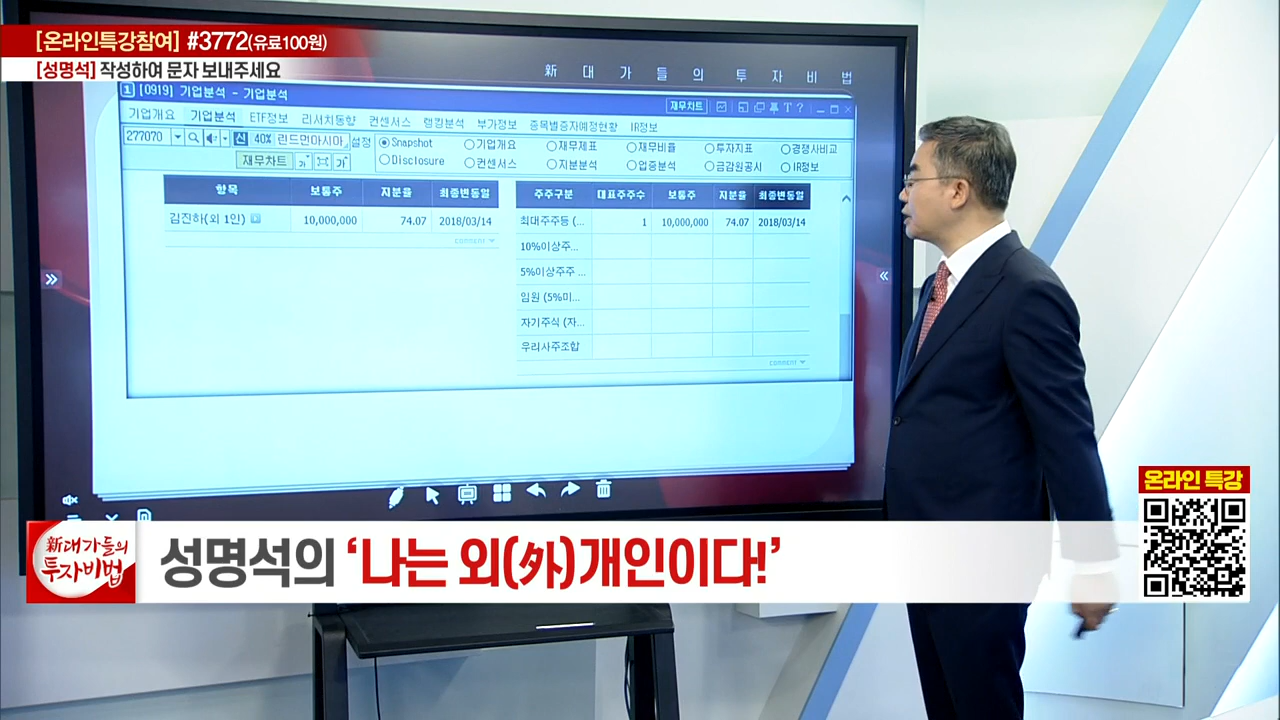 [온라인특강참여] #3772(유료100원)
[성명석] 작성하여 문자 보내주세요
新 대 가 들 의 투 자 비 법
1 [0919] 기업분석 - 기업분석
재무차트 T ?
기업개요 기업분석 ETF정보 리서치동향 컨센서스 랭킹분석 부가정보 종목별증자예정현황 IR정보
277070 신 40% 린드먼아시아 설정
Snapshot 기업개요 재무제표 재무비율 투자지표 경쟁사비교
재무차트 가 가
Disclosure 컨센서스 지분분석 업종분석 금감원공시 IR정보
항목 보통주 지분율 최종변동일
김진하(외 1인) 10,000,000 74.07 2018/03/14
comment
주주구분 대표주주수 보통주 지분율 최종변동일
최대주주등 (... 1 10,000,000 74.07 2018/03/14
10%이상주...
5%이상주주 ...
임원 (5%미...
자기주식 (자...
우리사주조합
comment
온라인 특강
新대가들의
투자비법
성명석의 ‘나는 외(外)개인이다!’